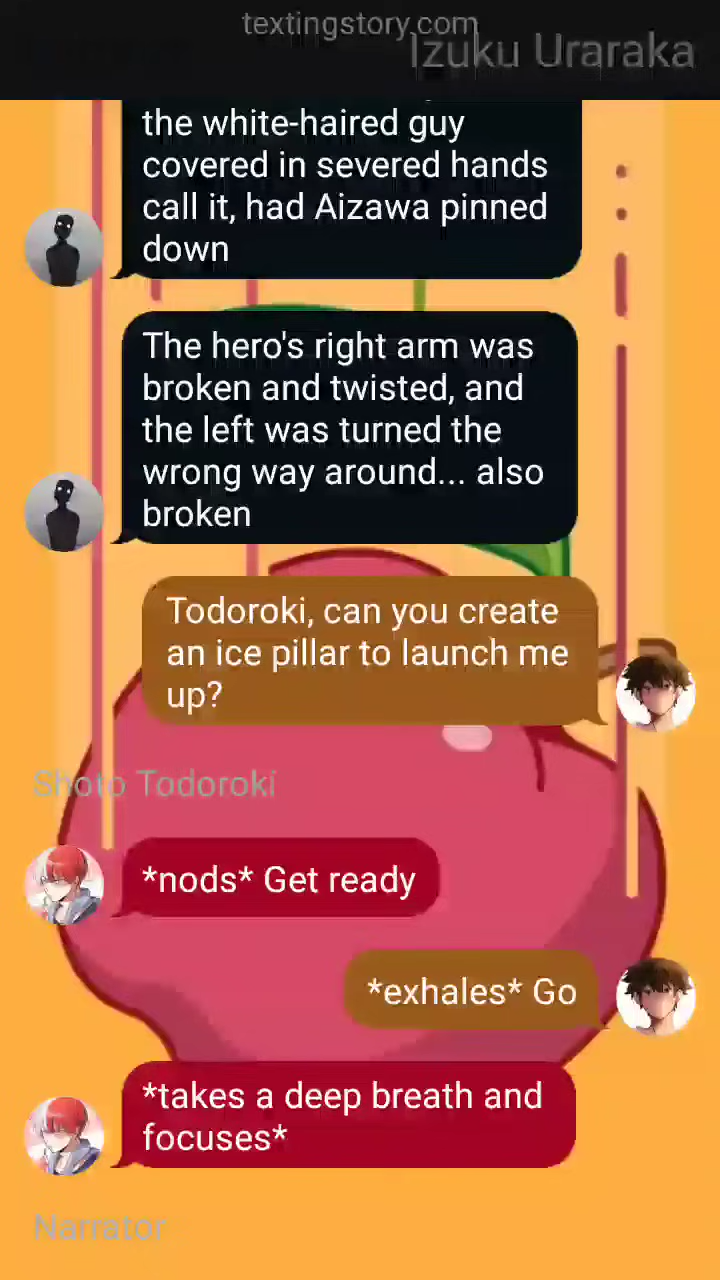 textingstory.com
Izuku Uraraka
the white-haired guy
covered in severed hands
call it, had Aizawa pinned
down
The hero's right arm was
broken and twisted, and
the left was turned the
wrong way around... also
broken
Todoroki, can you create
an ice pillar to launch me
up?
Shoto Todoroki
*nods* Get ready
*exhales* Go
*takes a deep breath and
focuses*
Narrator